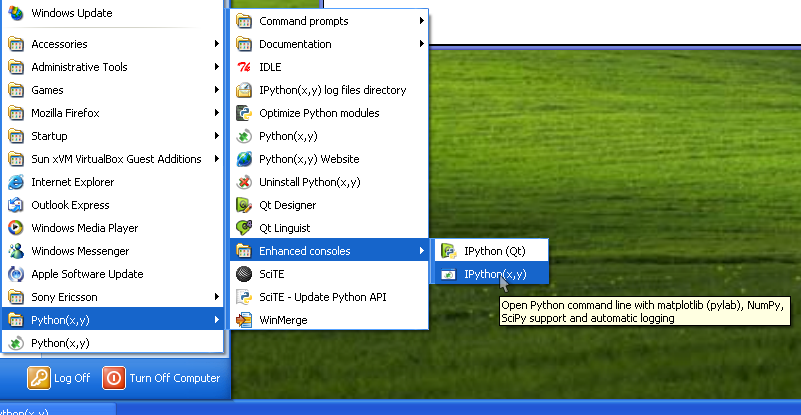 Windows Update
Accessories
Administrative Tools
Games
Mozilla Firefox
Startup
Sun xVM VirtualBox Guest Additions
Internet Explorer
Outlook Express
Windows Media Player
Windows Messenger
Apple Software Update
Sony Ericsson
Python(x,y)
Python(x,y)
Log Off
Turn Off Computer
Command prompts
Documentation
IDLE
IPython(x,y) log files directory
Optimize Python modules
Python(x,y)
Python(x,y) Website
Uninstall Python(x,y)
Qt Designer
Qt Linguist
Enhanced consoles
SciTE
SciTE - Update Python API
WinMerge
IPython (Qt)
IPython(x,y)
Open Python command line with matplotlib (pylab), NumPy,
SciPy support and automatic logging